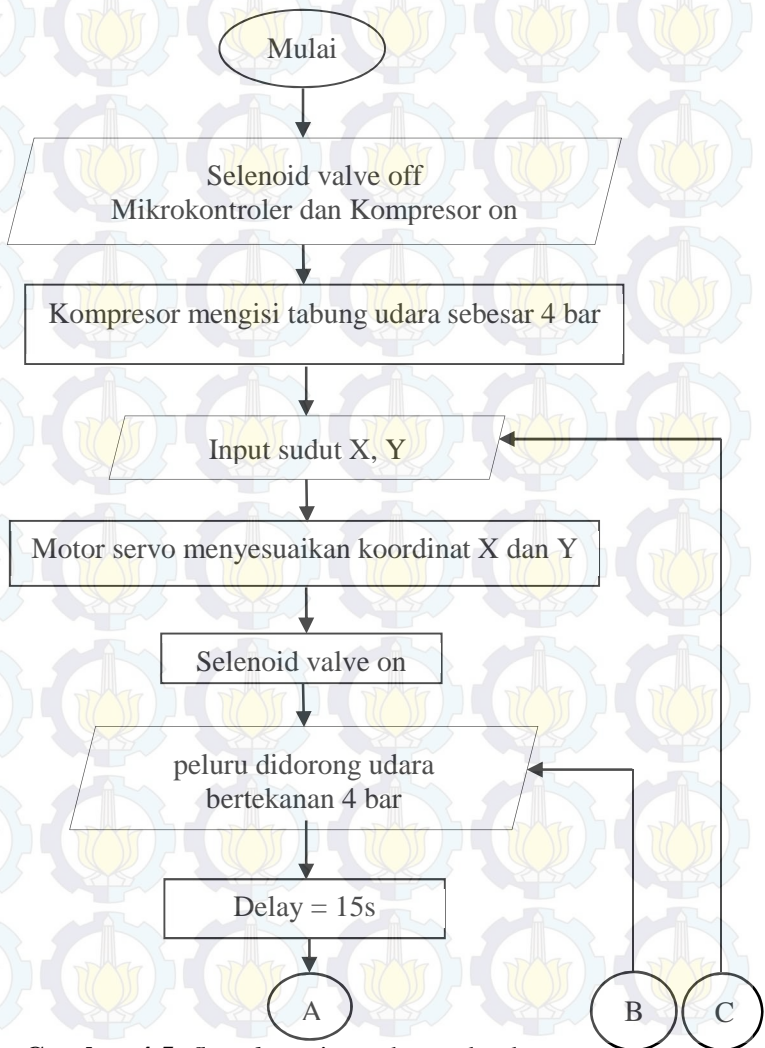 Mulai
Selenoid valve off
Mikrokontroler dan Kompresor on
Kompresor mengisi tabung udara sebesar 4 bar
Input sudut X, Y
Motor servo menyesuaikan koordinat X dan Y
Selenoid valve on
peluru didorong udara
bertekanan 4 bar
Delay = 15s
A
B
C